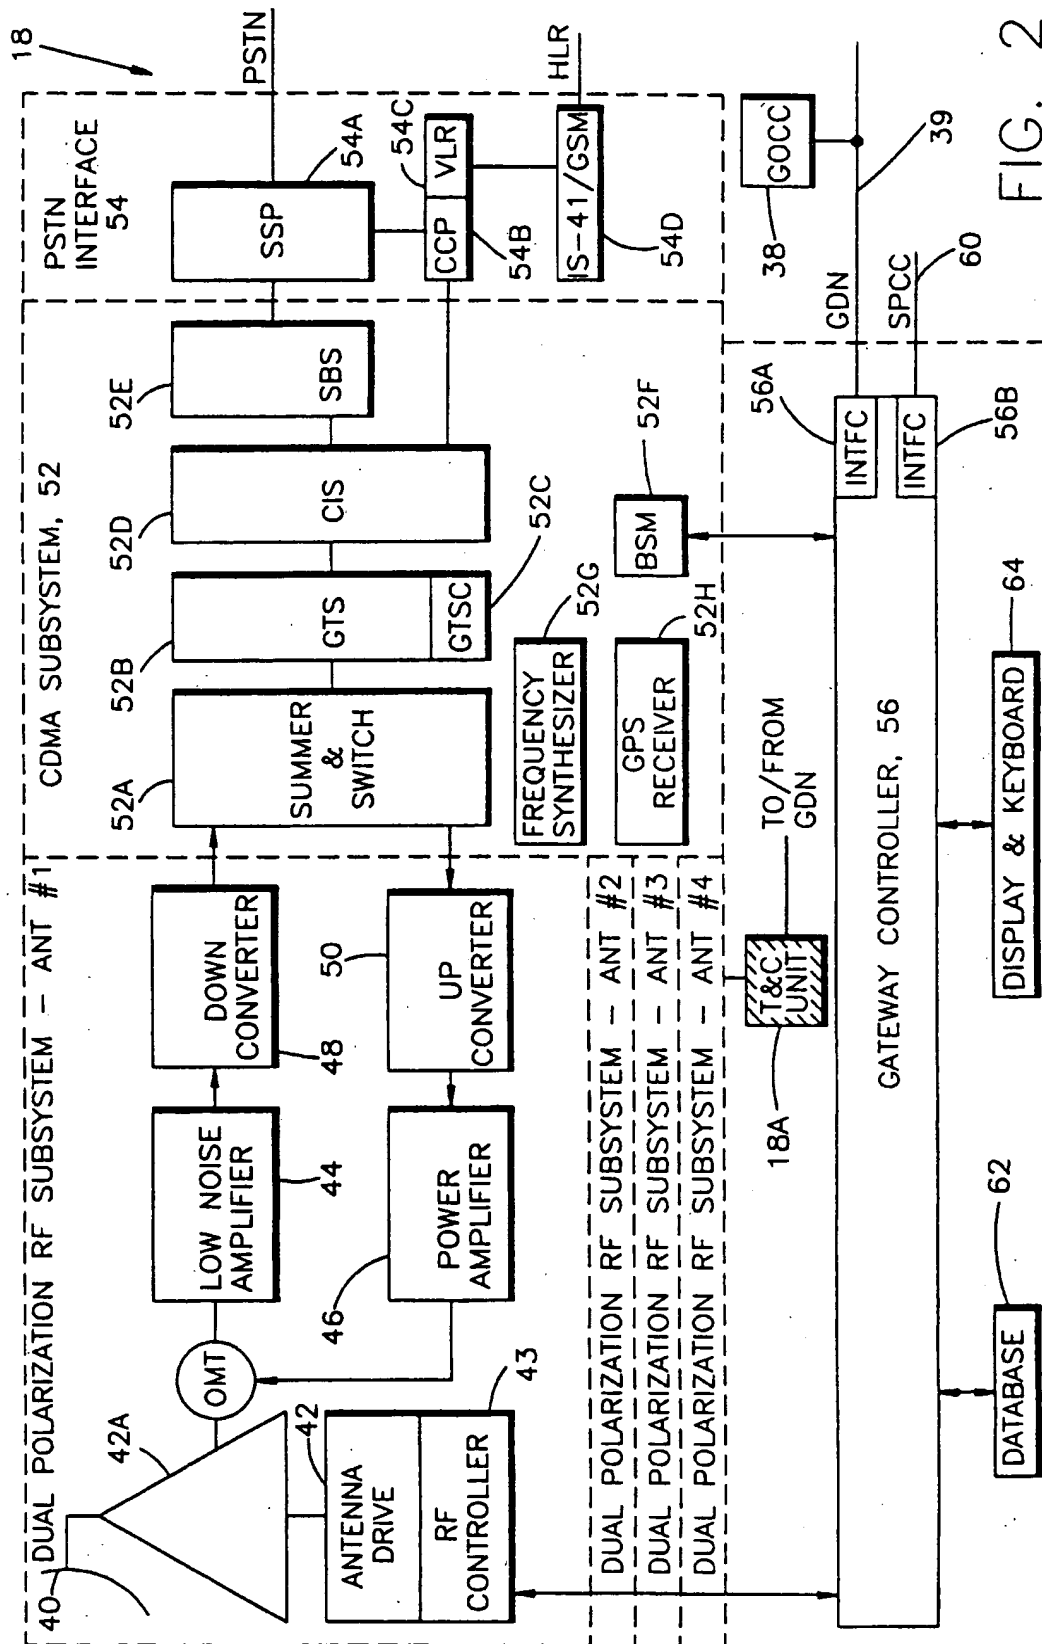 18
DUAL POLARIZATION RF SUBSYSTEM - ANT #1
CDMA SUBSYSTEM, 52
PSTN
INTERFACE
54
40
42A
OMT
LOW NOISE
AMPLIFIER
44
DOWN
CONVERTER
48
52A
SUMMER
&
SWITCH
52B
GTS
GTSC
52C
52D
CIS
52E
SBS
SSP
54A
PSTN
CCP
VLR
54C
54B
IS-41/GSM
54D
HLR
42
ANTENNA
DRIVE
RF
CONTROLLER
43
46
POWER
AMPLIFIER
50
UP
CONVERTER
FREQUENCY
SYNTHESIZER
52G
GPS
RECEIVER
52H
BSM
52F
DUAL POLARIZATION RF SUBSYSTEM - ANT #2
DUAL POLARIZATION RF SUBSYSTEM - ANT #3
DUAL POLARIZATION RF SUBSYSTEM - ANT #4
18A
T&C
UNIT
TO/FROM
GDN
GOCC
38
39
GDN
SPCC
60
56A
INTFC
INTFC
56B
GATEWAY CONTROLLER, 56
DATABASE
62
DISPLAY & KEYBOARD
64
FIG. 2